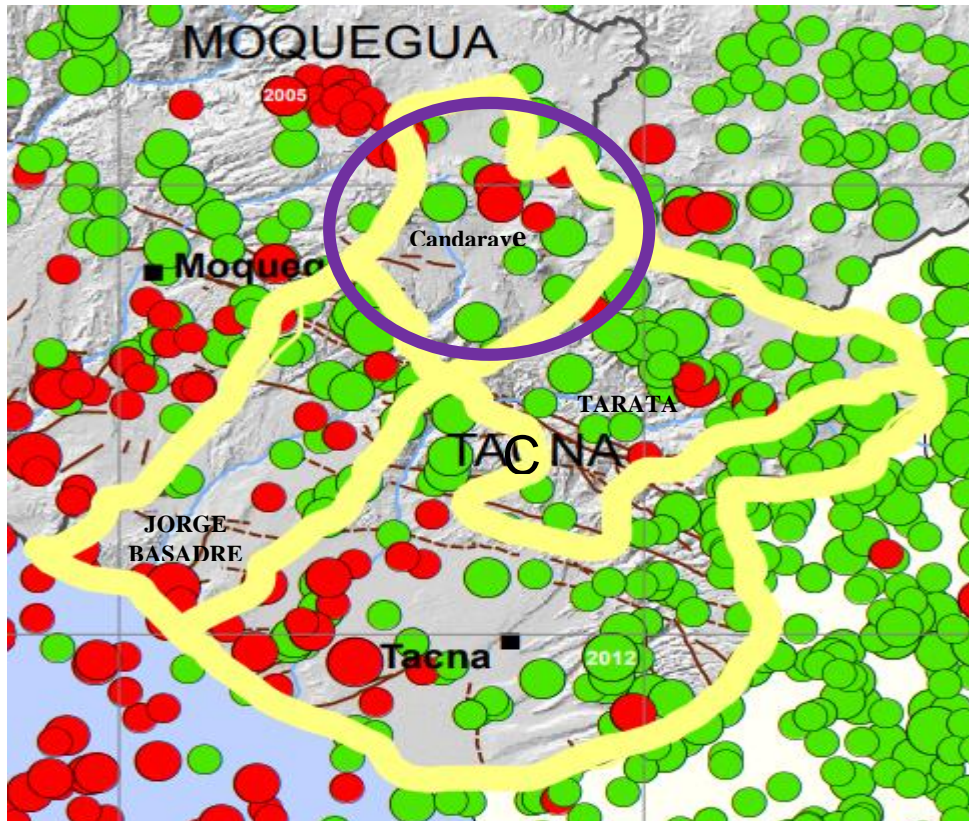 MOQUEGUA
2005
Candarave
Moqueg
TARATA
TACNA
JORGE
BASADRE
Tacna
2012